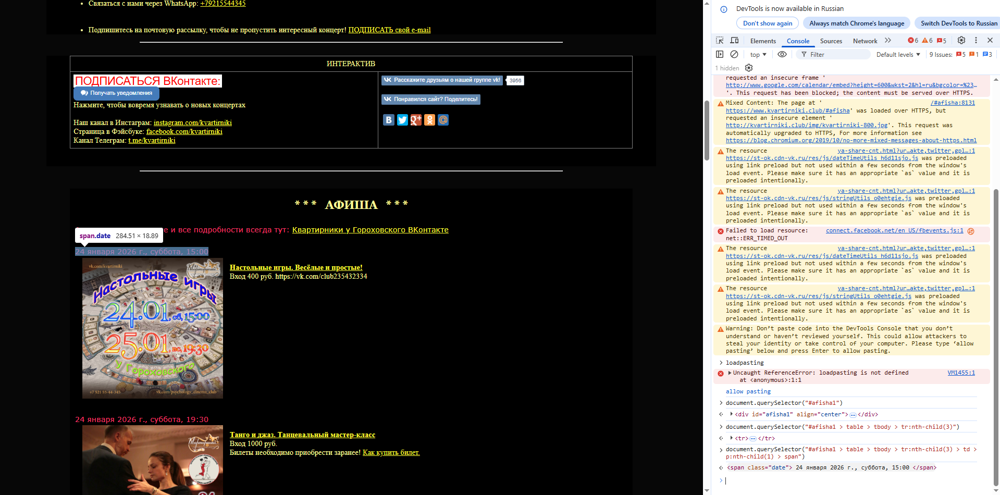 Связаться с нами через WhatsApp: +79215544345
Подпишитесь на почтовую рассылку, чтобы не пропустить интересный концерт! ПОДПИСАТЬ свой e-mail
ИНТЕРАКТИВ
ПОДПИСАТЬСЯ ВКонтакте:
Получать уведомления
Нажмите, чтобы вовремя узнавать о новых концертах
Наш канал в Инстаграм: instagram.com/kvartirniki
Страница в Фэйсбуке: facebook.com/kvartirniki
Канал Телеграм: t.me/kvartirniki
Расскажите друзьям о нашей группе vk! 3956
Понравился сайт? Поделитесь!
* * * АФИША * * *
е и все подробности всегда тут: Квартирники у Гороховского ВКонтакте
span.date 284.51 × 18.89
24 января 2026 г., суббота, 15:00
vk.com/kvartirniki
Квартирники
Настольные игры
24.01, сб, 15:00
25.01, вс, 19:30
У Гороховского
+7 921 55-44-345 vk.com/psychology_cinema_club
Настольные игры. Весёлые и простые!
Вход 400 руб. https://vk.com/club235432334
24 января 2026 г., суббота, 19:30
Квартирники
Танго и джаз. Танцевальный мастер-класс
Вход 1000 руб.
Билеты необходимо приобрести заранее! Как купить билет.
DevTools is now available in Russian
Don't show again Always match Chrome's language Switch DevTools to Russian
Elements Console Sources Network 6 6 5
top Filter Default levels 9 Issues: 5 1 3
1 hidden
requested an insecure frame '
http://www.google.com/calendar/embed?height=600&wkst=2&hl=ru&bgcolor=%23…
'. This request has been blocked; the content must be served over HTTPS.
Mixed Content: The page at ' /#afisha:8131
https://www.kvartirniki.club/#afisha' was loaded over HTTPS, but
requested an insecure element '
http://kvartirniki.club/img/kvartirniki-800.jpg'. This request was
automatically upgraded to HTTPS, For more information see
https://blog.chromium.org/2019/10/no-more-mixed-messages-about-https.html
The resource ya-share-cnt.html?ur…akte,twitter,gpl…:1
https://st-ok.cdn-vk.ru/res/js/dateTimeUtils_h6d11sjo.js was preloaded
using link preload but not used within a few seconds from the window's
load event. Please make sure it has an appropriate `as` value and it is
preloaded intentionally.
The resource ya-share-cnt.html?ur…akte,twitter,gpl…:1
https://st-ok.cdn-vk.ru/res/js/stringUtils_o0ehtgie.js was preloaded
using link preload but not used within a few seconds from the window's
load event. Please make sure it has an appropriate `as` value and it is
preloaded intentionally.
Failed to load resource: connect.facebook.net/en_US/fbevents.js:1
net::ERR_TIMED_OUT
The resource ya-share-cnt.html?ur…akte,twitter,gpl…:1
https://st-ok.cdn-vk.ru/res/js/dateTimeUtils_h6d11sjo.js was preloaded
using link preload but not used within a few seconds from the window's
load event. Please make sure it has an appropriate `as` value and it is
preloaded intentionally.
The resource ya-share-cnt.html?ur…akte,twitter,gpl…:1
https://st-ok.cdn-vk.ru/res/js/stringUtils_o0ehtgie.js was preloaded
using link preload but not used within a few seconds from the window's
load event. Please make sure it has an appropriate `as` value and it is
preloaded intentionally.
Warning: Don’t paste code into the DevTools Console that you don’t
understand or haven’t reviewed yourself. This could allow attackers to
steal your identity or take control of your computer. Please type ‘allow
pasting’ below and press Enter to allow pasting.
loadpasting
Uncaught ReferenceError: loadpasting is not defined VM1455:1
at <anonymous>:1:1
allow pasting
document.querySelector("#afisha1")
<div id="afisha1" align="center">…</div>
document.querySelector("#afisha1 > table > tbody > tr:nth-child(3)")
<tr>…</tr>
document.querySelector("#afisha1 > table > tbody > tr:nth-child(3) > td >
p:nth-child(1) > span")
<span class="date"> 24 января 2026 г., суббота, 15:00 </span>